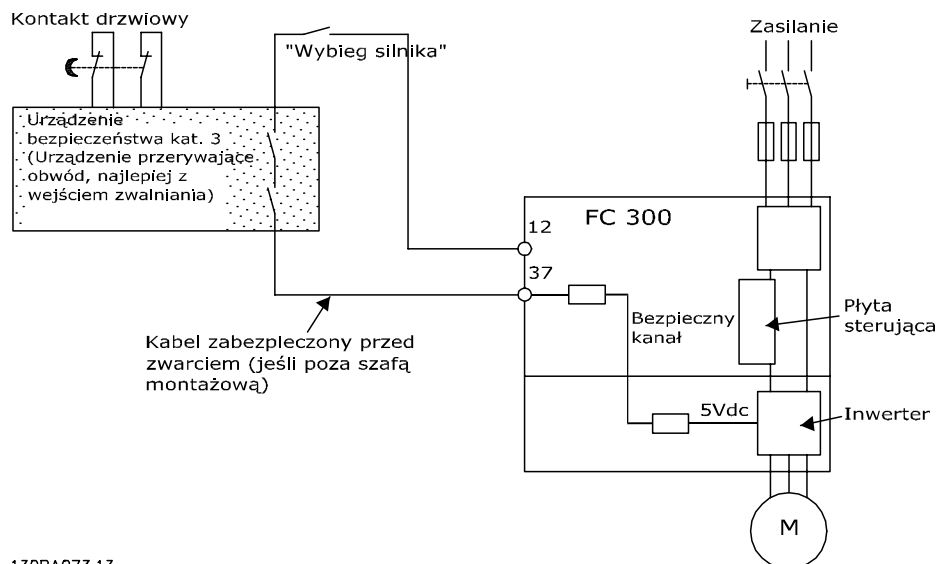 Kontakt drzwiowy
"Wybieg silnika"
Zasilanie
Urządzenie
bezpieczeństwa kat. 3
(Urządzenie przerywające
obwód, najlepiej z
wejściem zwalniania)
FC 300
12
37
Bezpieczny
kanał
Płyta
sterująca
Kabel zabezpieczony przed
zwarciem (jeśli poza szafą
montażową)
5Vdc
Inwerter
M